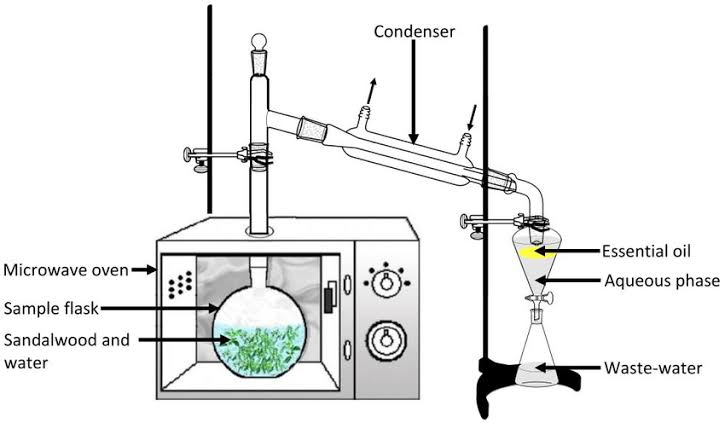 Condenser
Microwave oven
Sample flask
Sandalwood and
water
Essential oil
Aqueous phase
Waste-water